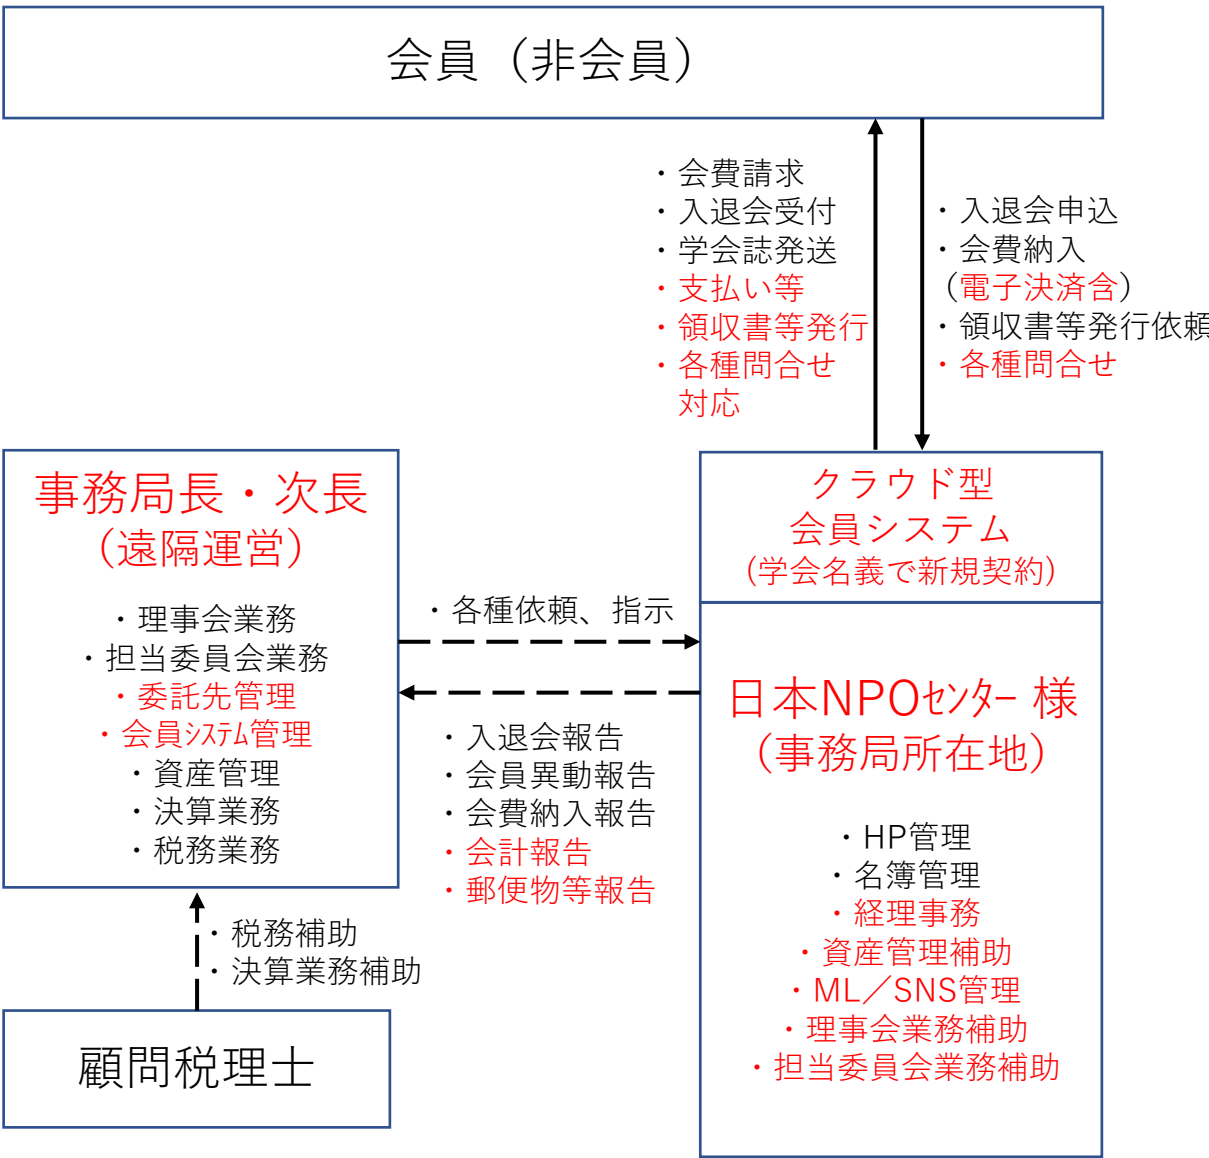 会員（非会員）
・会費請求
・入退会受付
・学会誌発送
・支払い等
・領収書等発行
・各種問合せ
対応
・入退会申込
・会費納入
（電子決済含）
・領収書等発行依頼
・各種問合せ
事務局長・次長
（遠隔運営）
・理事会業務
・担当委員会業務
・委託先管理
・会員ｼｽﾃﾑ管理
・資産管理
・決算業務
・税務業務
・各種依頼、指示
・入退会報告
・会員異動報告
・会費納入報告
・会計報告
・郵便物等報告
クラウド型
会員システム
（学会名義で新規契約）
日本NPOｾﾝﾀｰ 様
（事務局所在地）
・HP管理
・名簿管理
・経理事務
・資産管理補助
・ML／SNS管理
・理事会業務補助
・担当委員会業務補助
・税務補助
・決算業務補助
顧問税理士